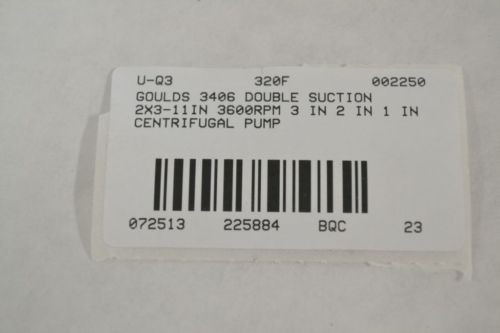 U-Q3 320F 002250
GOULDS 3406 DOUBLE SUCTION
2X3-11IN 3600RPM 3 IN 2 IN 1 IN
CENTRIFUGAL PUMP
072513 225884 BQC 23